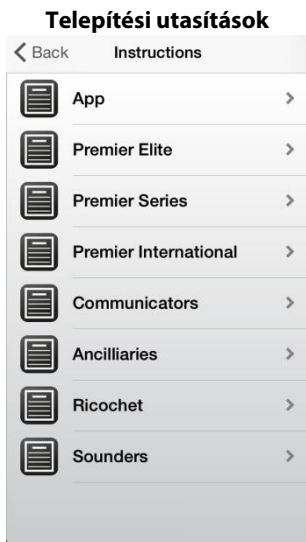 Telepítési utasítások
Back Instructions
App
Premier Elite
Premier Series
Premier International
Communicators
Ancilliaries
Ricochet
Sounders